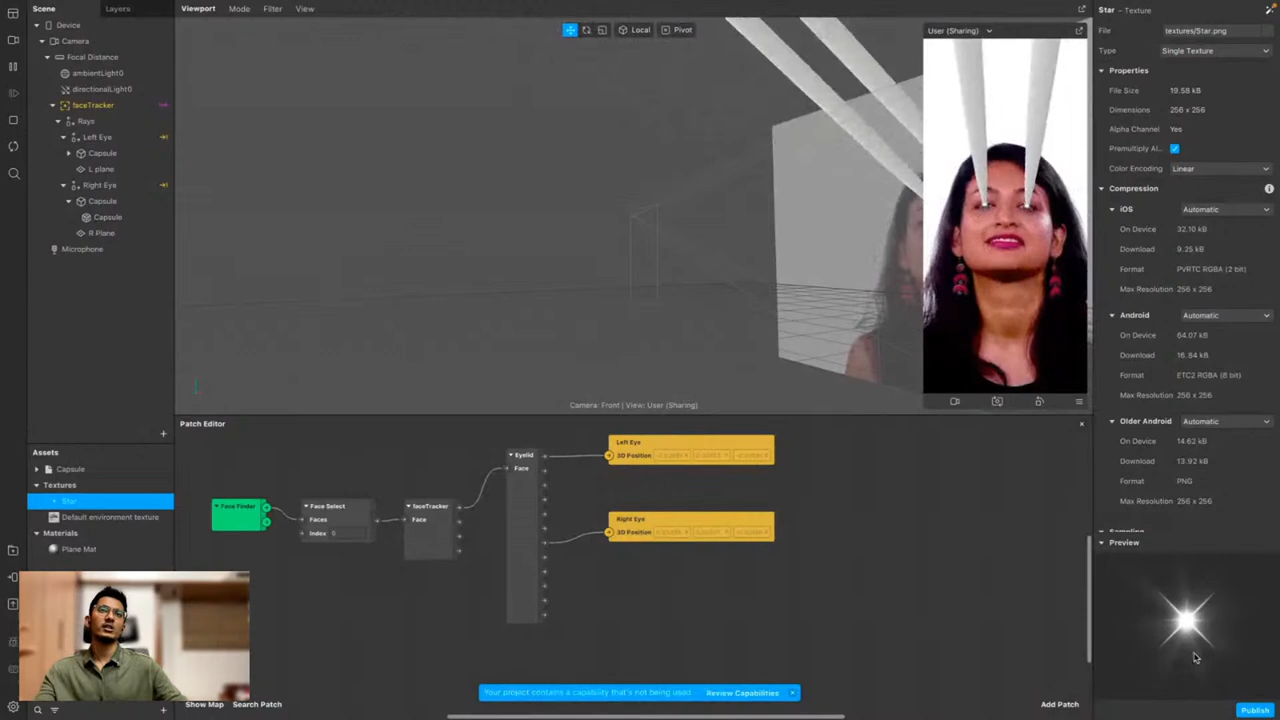 Scene
Layers
Device
Camera
Focal Distance
ambientLight0
directionalLight0
faceTracker
Rays
Left Eye
Capsule
L plane
Right Eye
Capsule
Capsule
R Plane
Microphone
Assets
Capsule
Textures
Star
Default environment texture
Materials
Plane Mat
Viewport
Mode
Filter
View
Local
Pivot
User (Sharing)
Camera: Front | View: User (Sharing)
Patch Editor
Face Finder
Face Select
Faces
Index 0
faceTracker
Face
Eyelid
Face
Left Eye
3D Position
Right Eye
3D Position
Your project contains a capability that's not being used
Review Capabilities
Show Map
Search Patch
Add Patch
Star – Texture
File textures/Star.png
Type Single Texture
Properties
File Size 19.58 kB
Dimensions 256 x 256
Alpha Channel Yes
Premultiply Al...
Color Encoding Linear
Compression
iOS Automatic
On Device 32.10 kB
Download 9.25 kB
Format PVRTC RGBA (2 bit)
Max Resolution 256 x 256
Android Automatic
On Device 64.07 kB
Download 18.84 kB
Format ETC2 RGBA (8 bit)
Max Resolution 256 x 256
Older Android Automatic
On Device 14.62 kB
Download 13.92 kB
Format PNG
Max Resolution 256 x 256
Preview
Publish